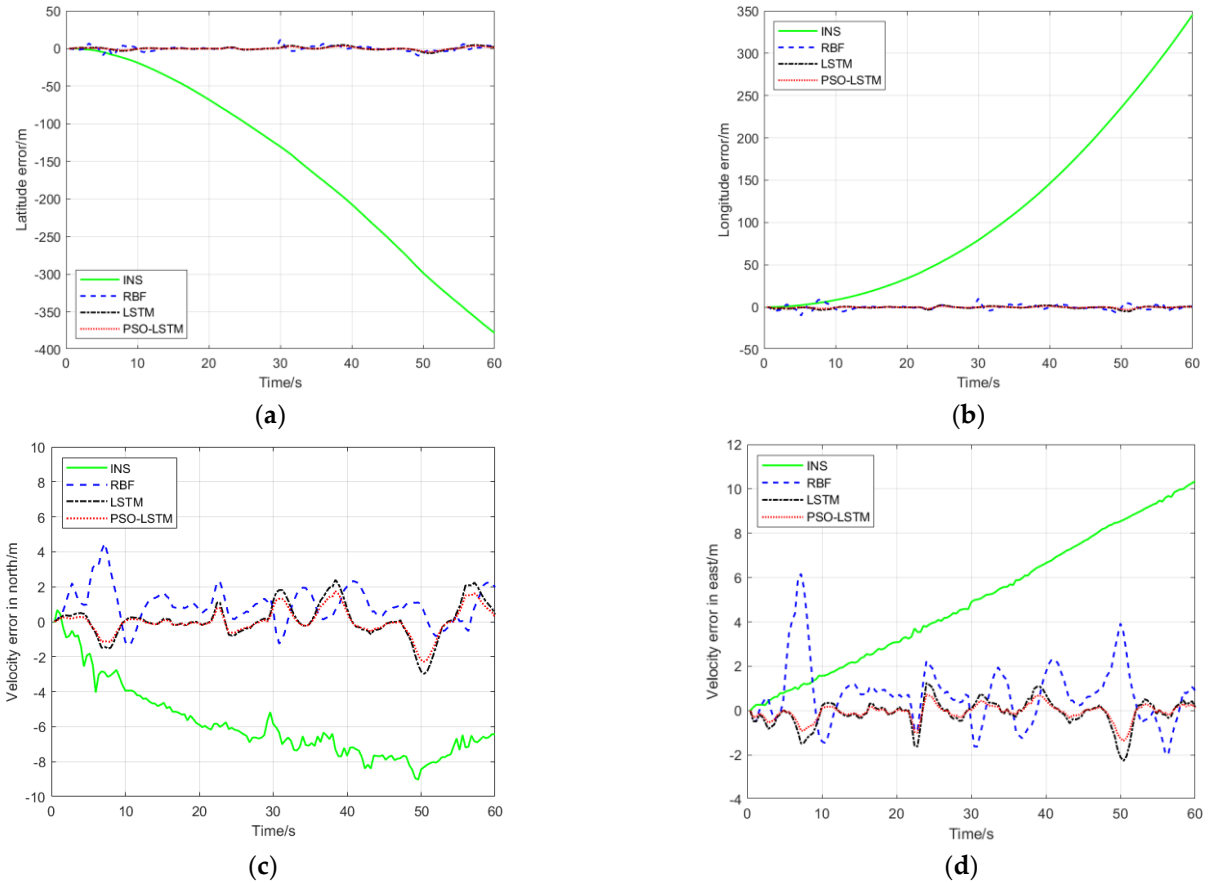 50
0
-50
-100
-150
-200
-250
-300
-350
-400
Latitude error/m
INS
RBF
LSTM
PSO-LSTM
0 10 20 30 40 50 60
Time/s
(a)
350
300
250
200
150
100
50
0
-50
Longitude error/m
INS
RBF
LSTM
PSO-LSTM
0 10 20 30 40 50 60
Time/s
(b)
10
8
6
4
2
0
-2
-4
-6
-8
-10
Velocity error in north/m
INS
RBF
LSTM
PSO-LSTM
0 10 20 30 40 50 60
Time/s
(c)
12
10
8
6
4
2
0
-2
-4
Velocity error in east/m
INS
RBF
LSTM
PSO-LSTM
0 10 20 30 40 50 60
Time/s
(d)